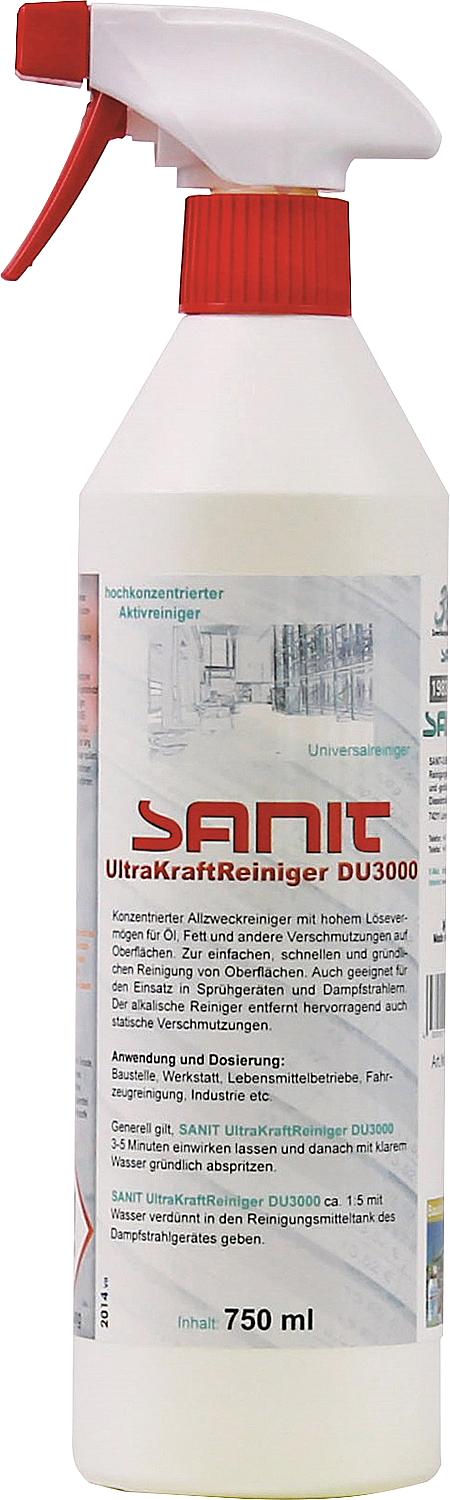 hochkonzentrierter
Aktivreiniger
Universalreiniger
SANIT
UltraKraftReiniger DU3000
Konzentrierter Allzweckreiniger mit hohem Lösever-
mögen für Öl, Fett und andere Verschmutzungen auf
Oberflächen. Zur einfachen, schnellen und gründli-
chen Reinigung von Oberflächen. Auch geeignet für
den Einsatz in Sprühgeräten und Dampfstrahlern.
Der alkalische Reiniger entfernt hervorragend auch
statische Verschmutzungen.
Anwendung und Dosierung:
Baustelle, Werkstatt, Lebensmittelbetriebe, Fahr-
zeugreinigung, Industrie etc.
Generell gilt, SANIT UltraKraftReiniger DU3000
3-5 Minuten einwirken lassen und danach mit klarem
Wasser gründlich abspritzen.
SANIT UltraKraftReiniger DU3000 ca. 1:5 mit
Wasser verdünnt in den Reinigungsmitteltank des
Dampfstrahlgerätes geben.
Inhalt: 750 ml
2014